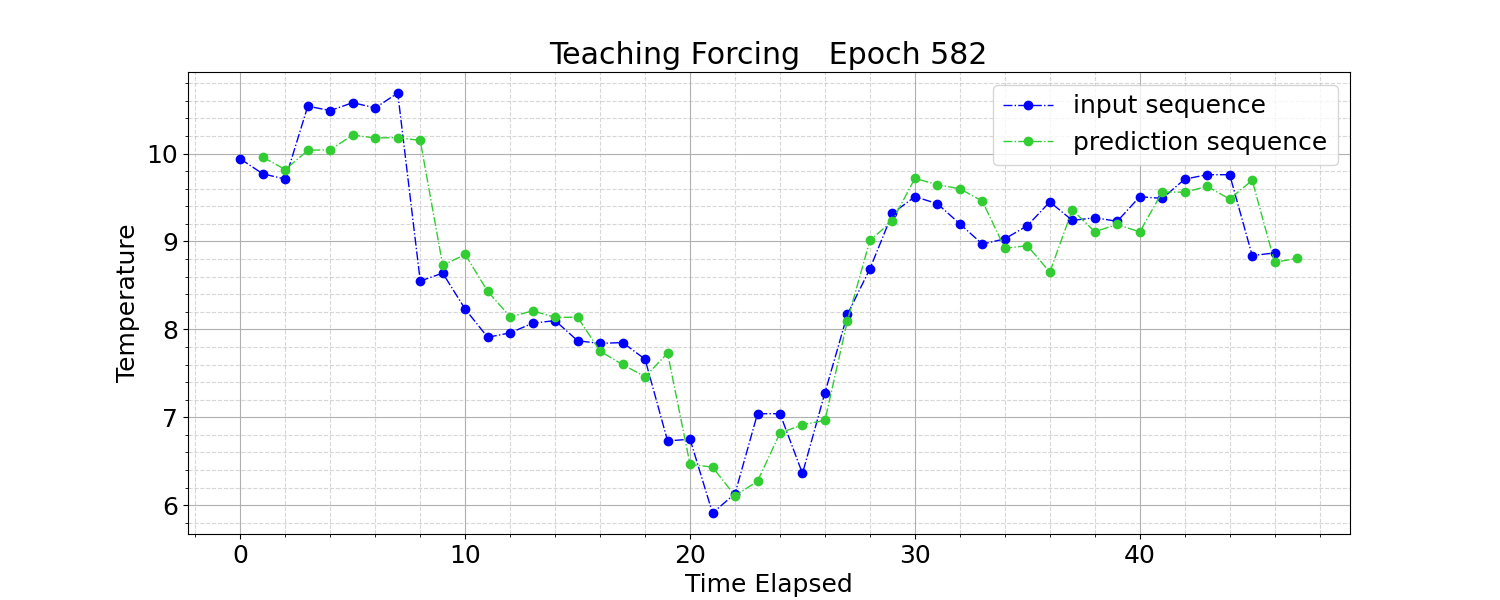 Teaching Forcing   Epoch 582
input sequence
prediction sequence
10
9
8
7
6
Temperature
0 10 20 30 40
Time Elapsed